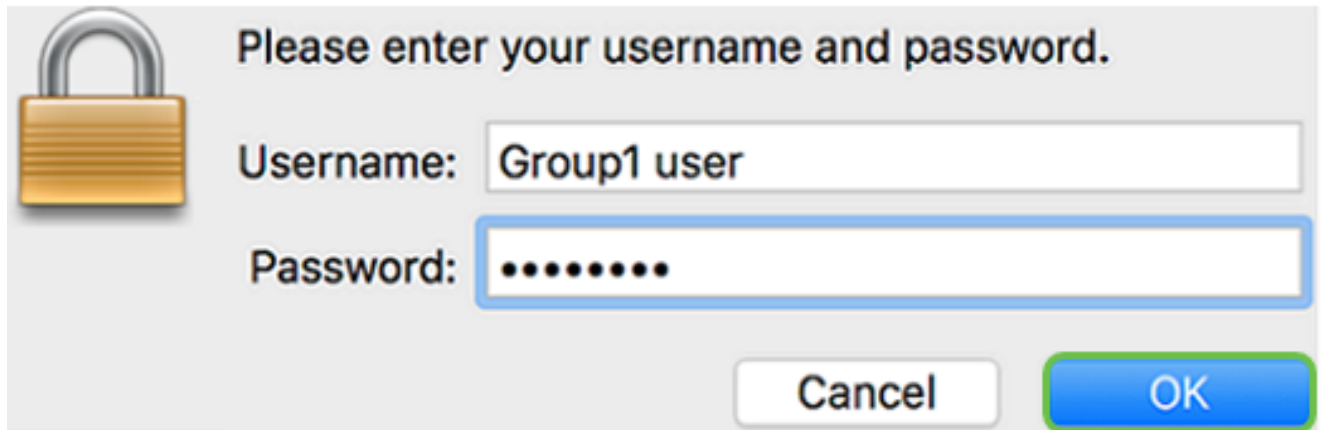 Please enter your username and password.
Username: Group1 user
Password: ••••••••
Cancel OK